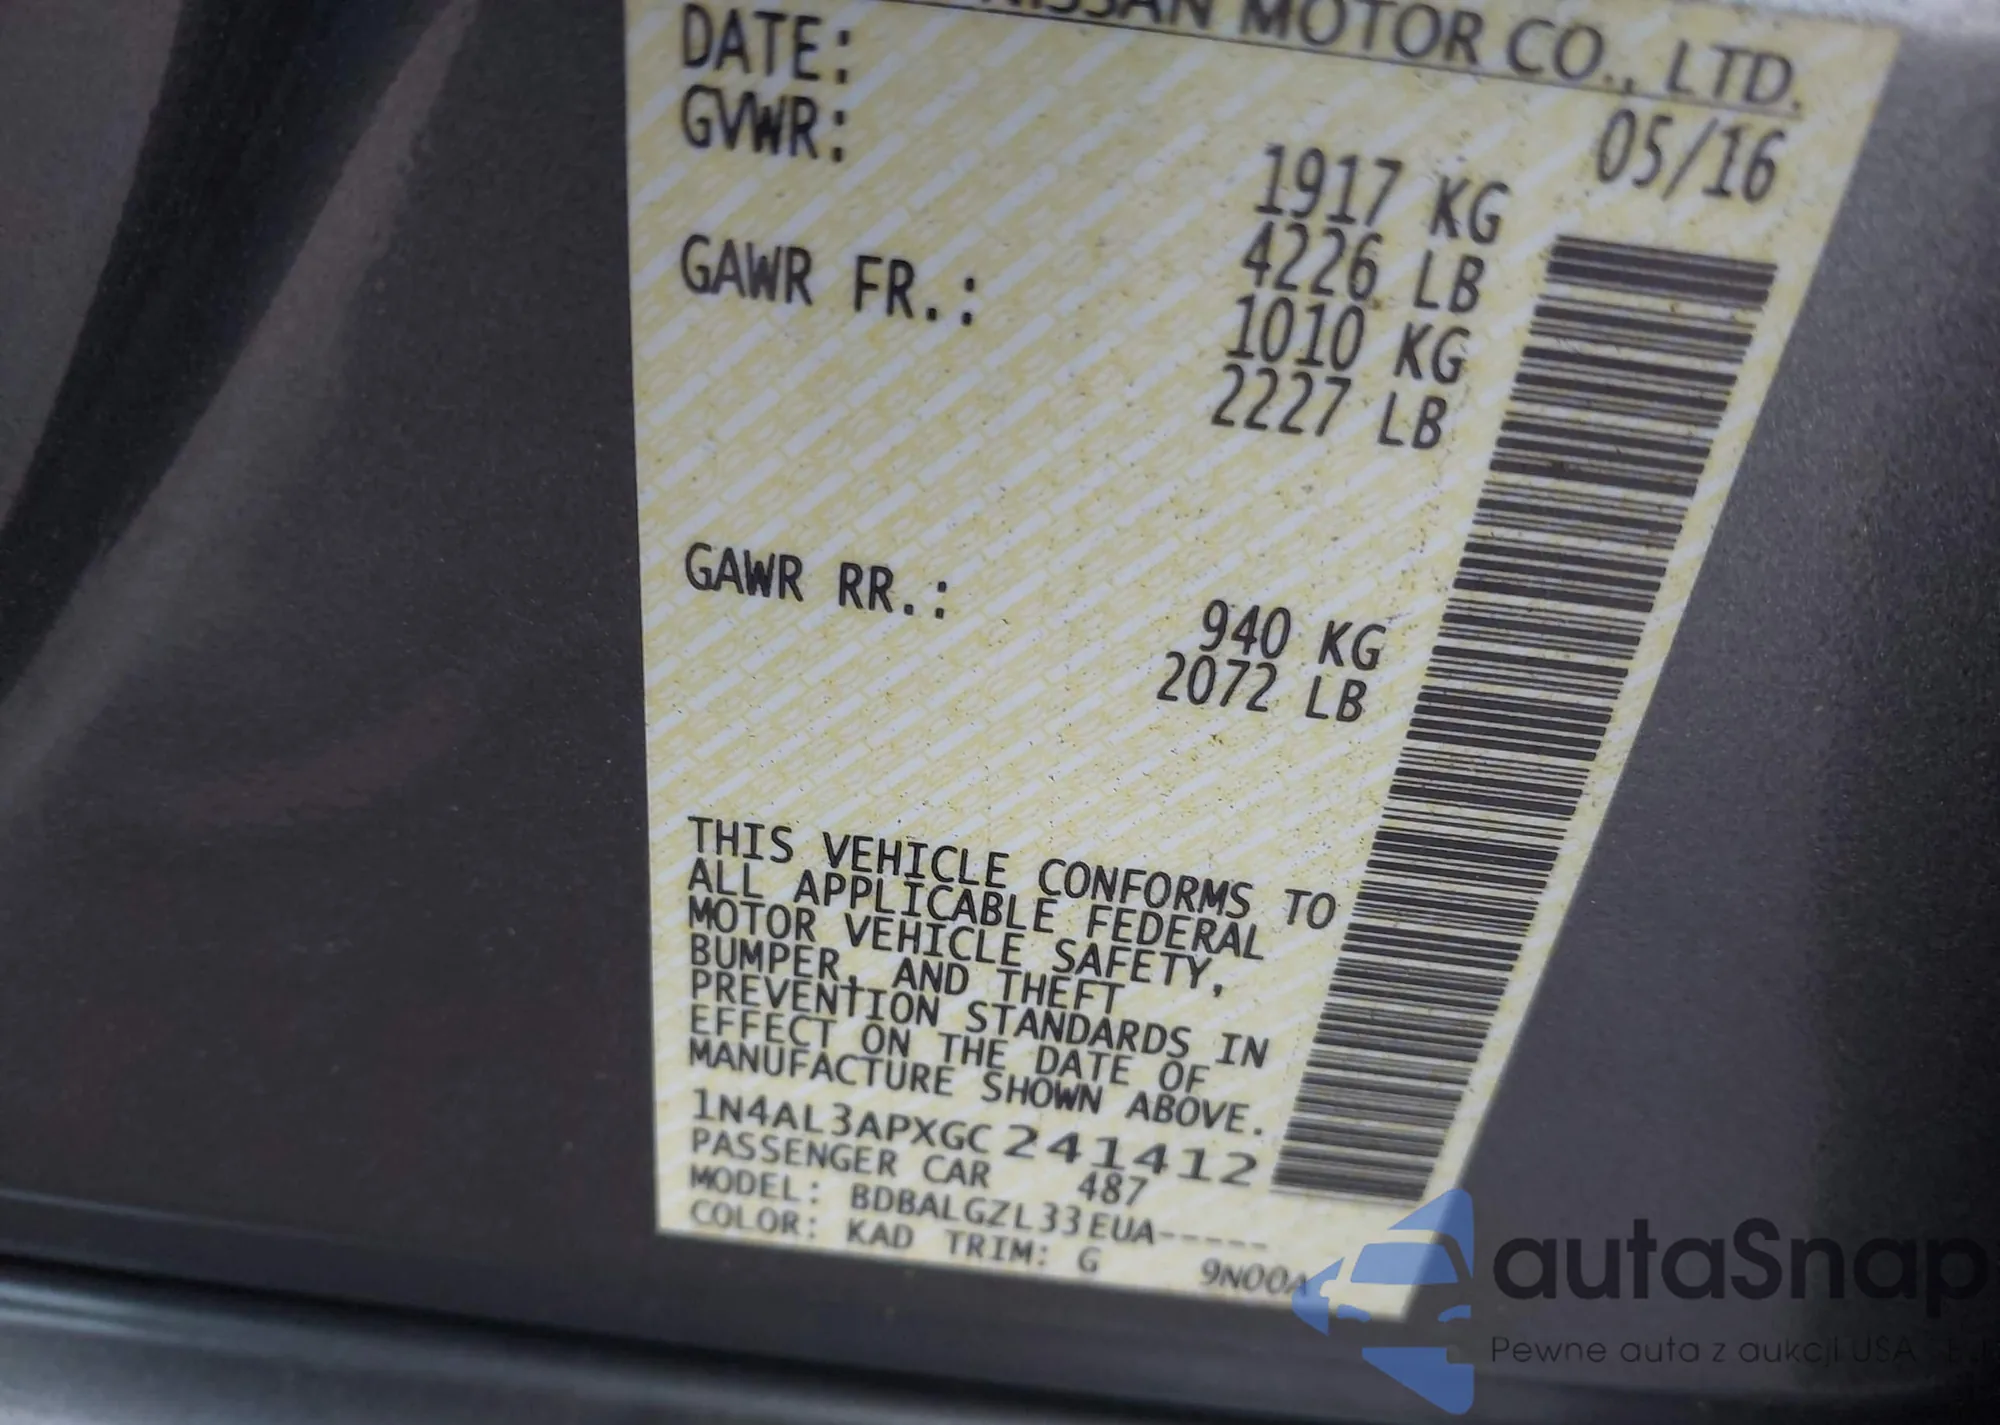 NISSAN MOTOR CO., LTD.
DATE: 05/16
GVWR: 1917 KG
4226 LB
GAWR FR.: 1010 KG
2227 LB
GAWR RR.: 940 KG
2072 LB
THIS VEHICLE CONFORMS TO
ALL APPLICABLE FEDERAL
MOTOR VEHICLE SAFETY,
BUMPER, AND THEFT
PREVENTION STANDARDS IN
EFFECT ON THE DATE OF
MANUFACTURE SHOWN ABOVE.
1N4AL3APXGC241412
PASSENGER CAR 487
MODEL: BDBALGZL33EUA-----
COLOR: KAD TRIM: G 9N00A
autaSnap
Pewne auta z aukcji USA